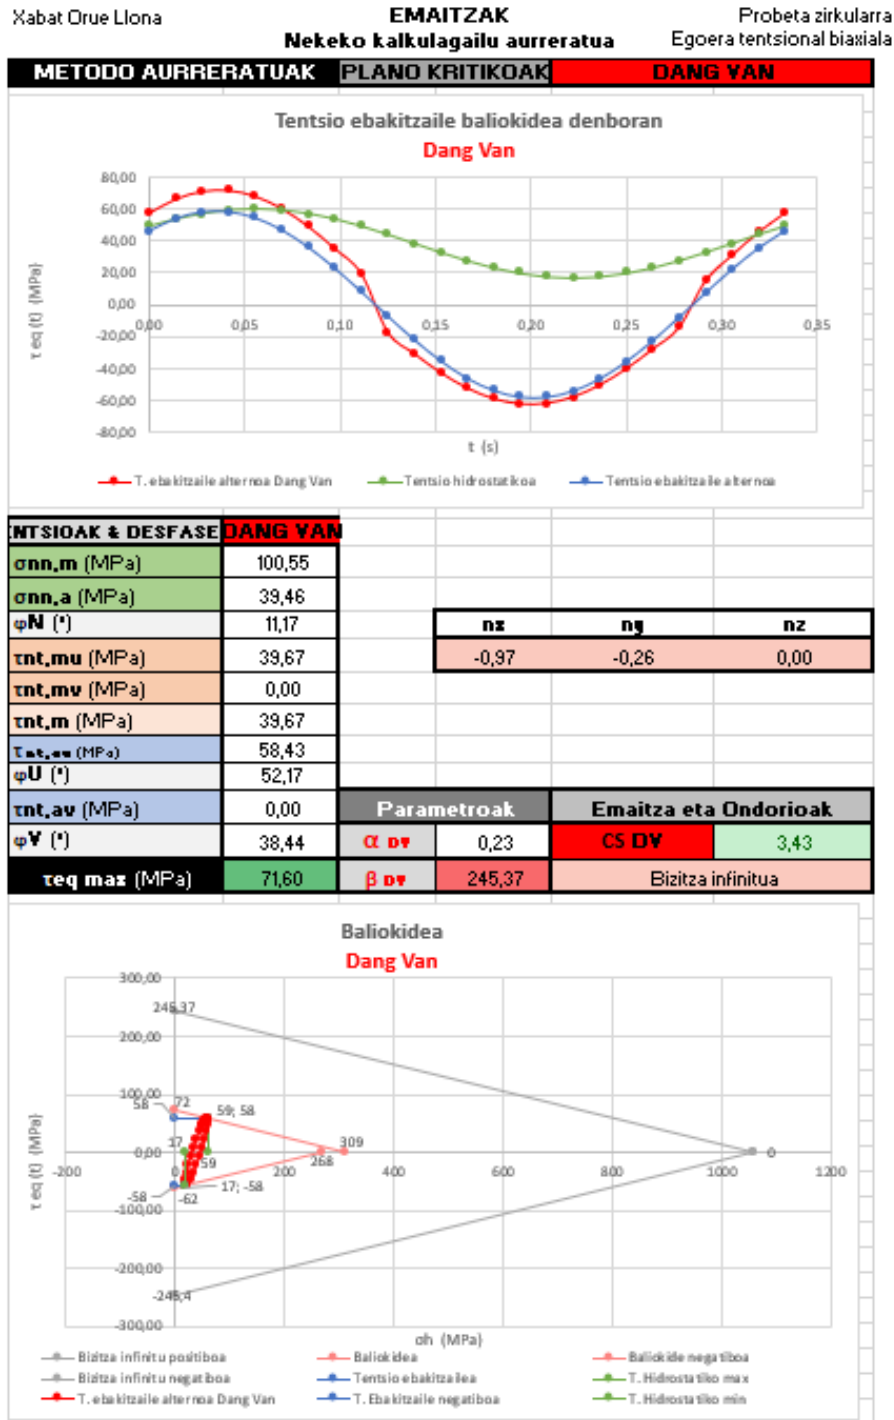 Xabat Orue Llona
EMAITZAK
Probeta zirkularra
Nekeko kalkulagailu aurreratua
Egoera tentsional biaxiala
METODO AURRERATUAK PLANO KRITIKOAK DANG VAN
Tentsio ebakitzaile baliokidea denboran
Dang Van
80,00
60,00
40,00
20,00
0,00
-20,00
-40,00
-60,00
-80,00
τ eq (t) (MPa)
0,00 0,05 0,10 0,15 0,20 0,25 0,30 0,35
t (s)
T. ebakitzaile alternoa Dang Van Tentsio hidrostatikoa Tentsio ebakitzaile alternoa
ENTSIOAK & DESFASE DANG VAN
σnn,m (MPa) 100,55
σnn,a (MPa) 39,46
φN (°) 11,17
nx ny nz
τnt,mu (MPa) 39,67
-0,97 -0,26 0,00
τnt,mv (MPa) 0,00
τnt,m (MPa) 39,67
τnt,au (MPa) 58,43
φU (°) 52,17
τnt,av (MPa) 0,00 Parametroak Emaitza eta Ondorioak
φV (°) 38,44 α DV 0,23 CS DV 3,43
τeq max (MPa) 71,60 β DV 245,37 Bizitza infinitua
Baliokidea
Dang Van
300,00
245,37
200,00
100,00
58 72 59; 58
17 309
0,00
-200 0 59 268 200 400 600 800 1000 0 1200
-58 -62 17; -58
-100,00
-200,00
-245,4
-300,00
τ eq (t) (MPa)
σh (MPa)
Bizitza infinitu positiboa Baliokidea Baliokide negatiboa
Bizitza infinitu negatiboa Tentsio ebakitzailea T. Hidrostatiko max
T. ebakitzaile alternoa Dang Van T. Ebakitzaile negatiboa T. Hidrostatiko min